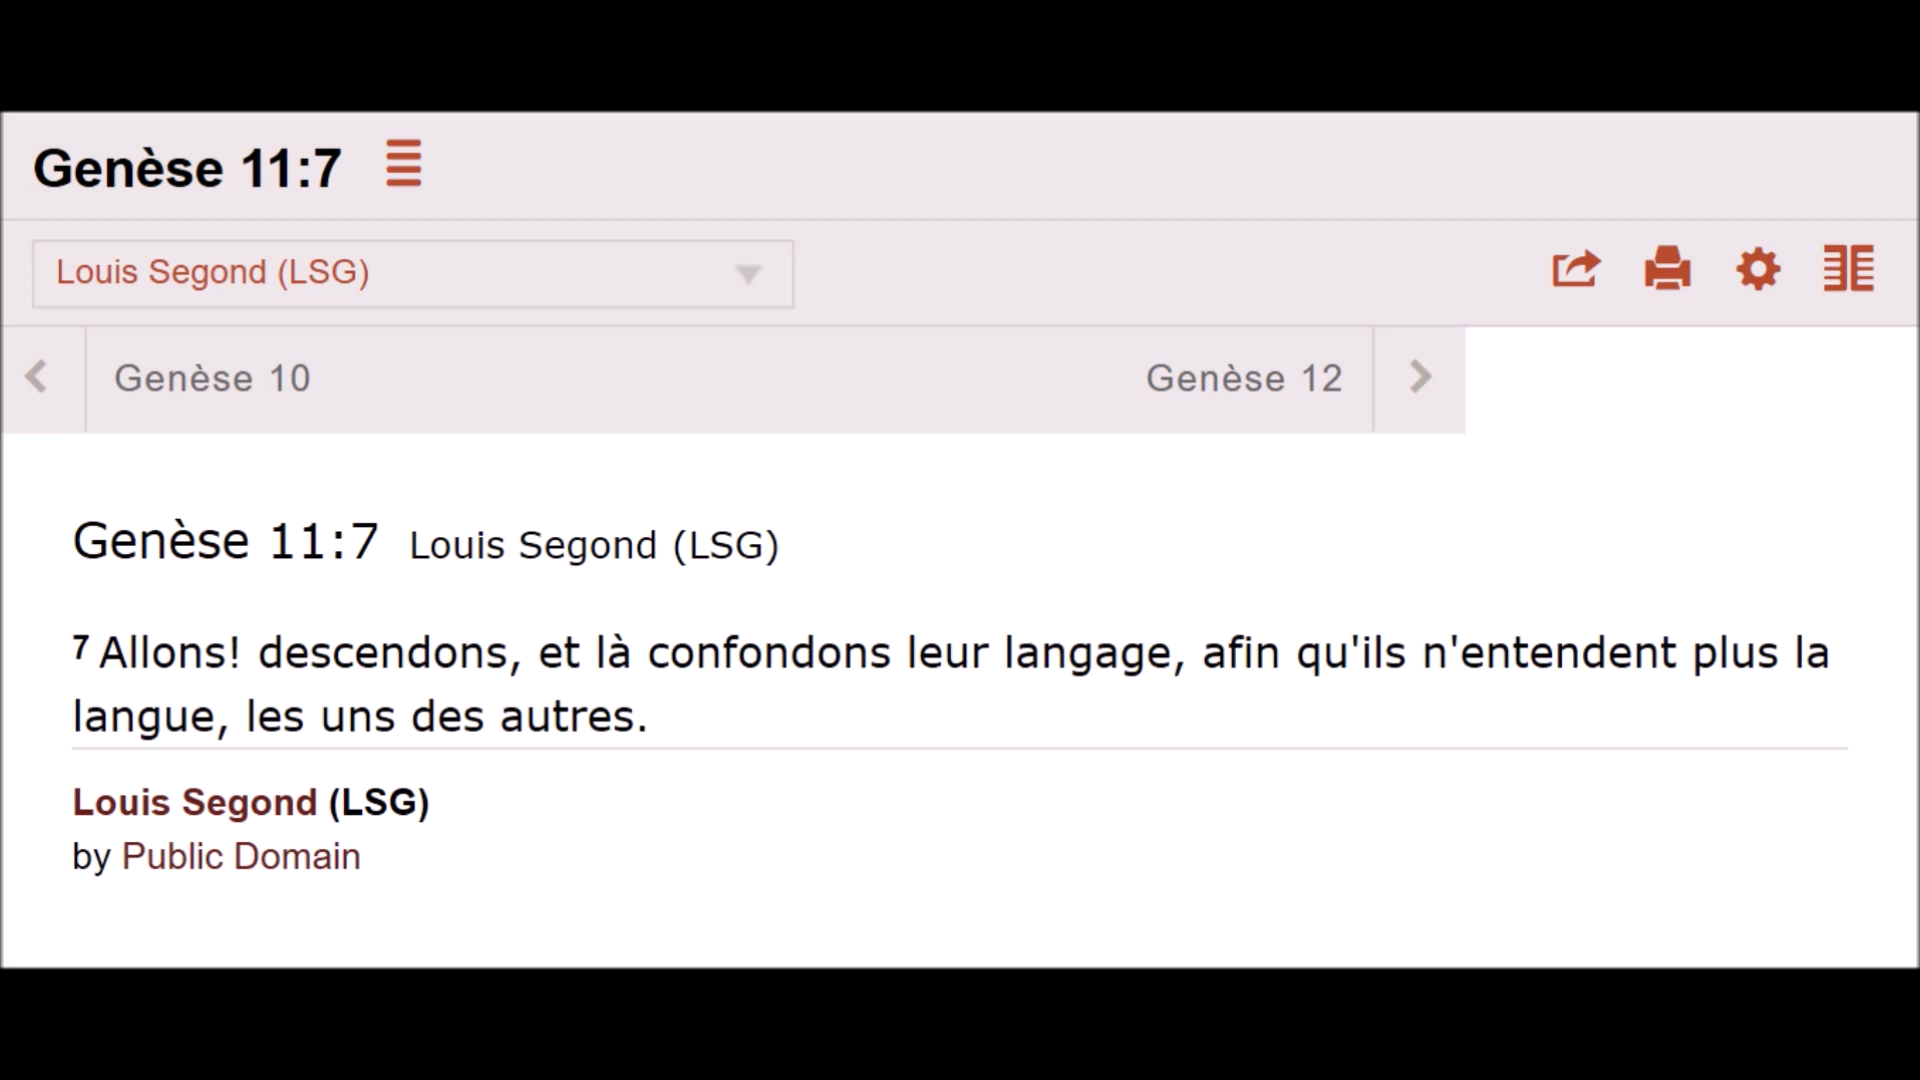 Genèse 11:7
Louis Segond (LSG)
Genèse 10
Genèse 12
Genèse 11:7 Louis Segond (LSG)
7 Allons! descendons, et là confondons leur langage, afin qu'ils n'entendent plus la
langue, les uns des autres.
Louis Segond (LSG)
by Public Domain